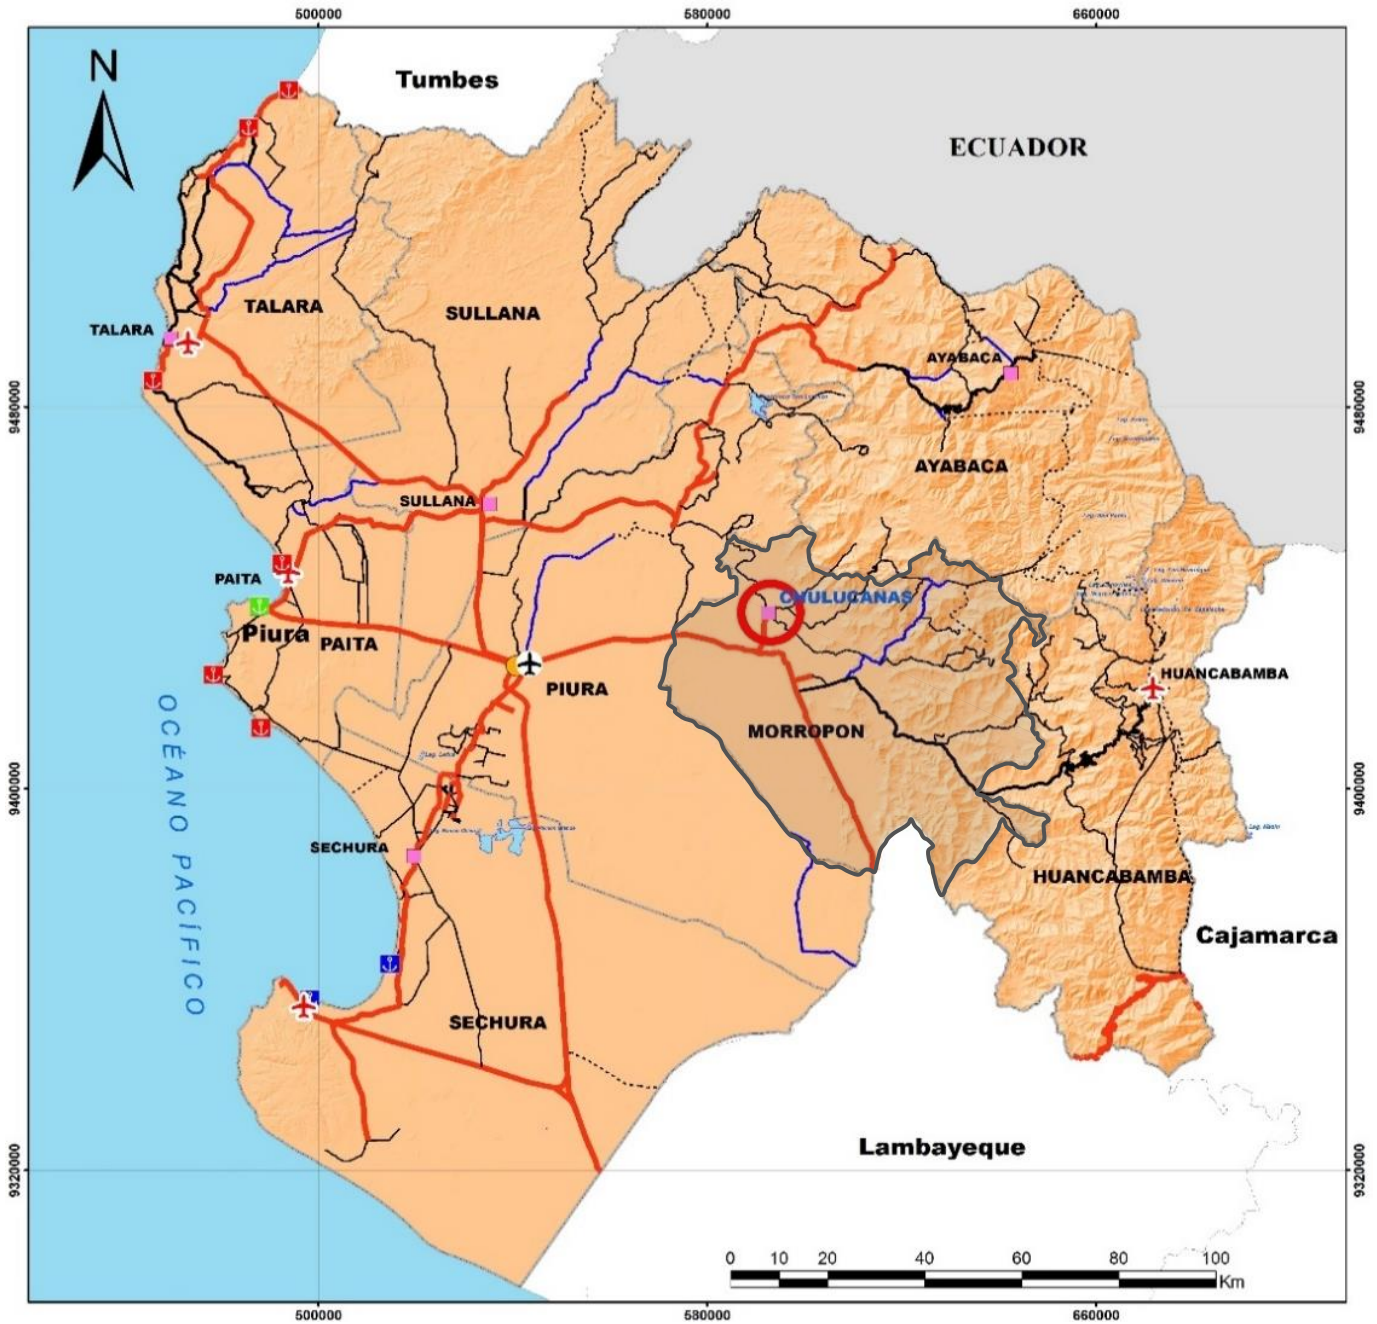 500000
580000
660000
N
Tumbes
ECUADOR
TALARA
SULLANA
TALARA
AYABACA
9480000
9480000
AYABACA
SULLANA
PAITA
CHULUCANAS
Piura
PAITA
HUANCABAMBA
PIURA
MORROPON
OCÉANO PACÍFICO
9400000
9400000
SECHURA
HUANCABAMBA
Cajamarca
SECHURA
Lambayeque
9320000
9320000
0 10 20 40 60 80 100
Km
500000
580000
660000